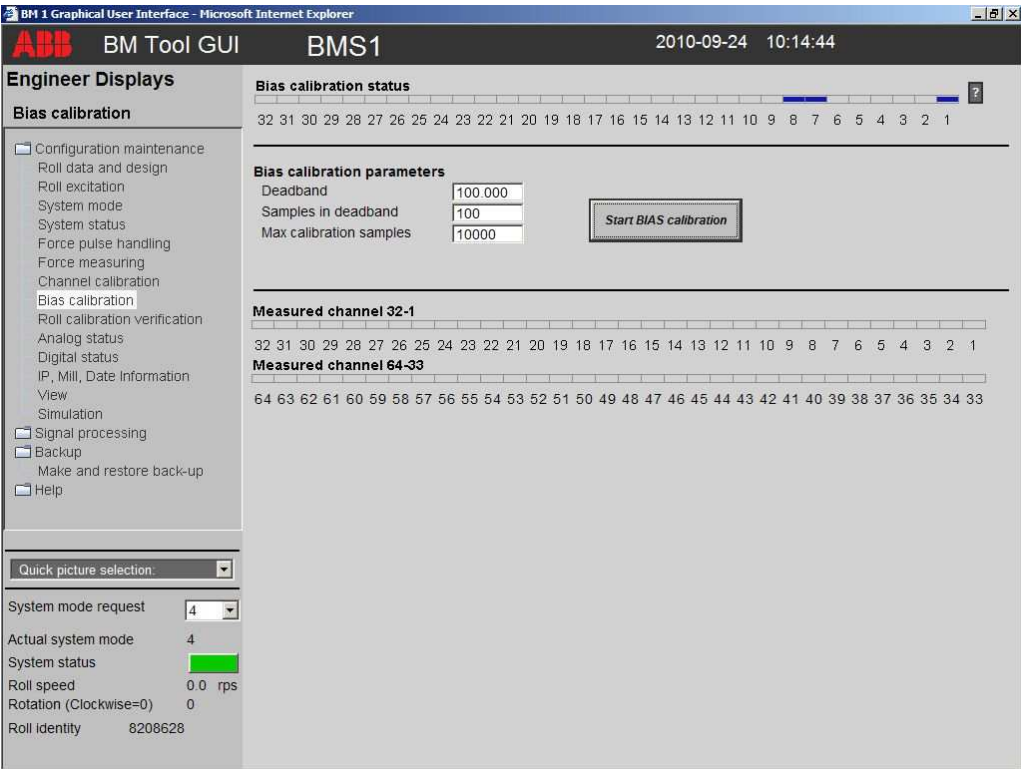 BM 1 Graphical User Interface - Microsoft Internet Explorer
ABB BM Tool GUI BMS1 2010-09-24 10:14:44
Engineer Displays
Bias calibration
Configuration maintenance
Roll data and design
Roll excitation
System mode
System status
Force pulse handling
Force measuring
Channel calibration
Bias calibration
Roll calibration verification
Analog status
Digital status
IP, Mill, Date Information
View
Simulation
Signal processing
Backup
Make and restore back-up
Help
Quick picture selection:
System mode request 4
Actual system mode 4
System status
Roll speed 0.0 rps
Rotation (Clockwise=0) 0
Roll identity 8208628
Bias calibration status
?
32 31 30 29 28 27 26 25 24 23 22 21 20 19 18 17 16 15 14 13 12 11 10 9 8 7 6 5 4 3 2 1
Bias calibration parameters
Deadband 100.000
Samples in deadband 100
Max calibration samples 10000
Start BIAS calibration
Measured channel 32-1
32 31 30 29 28 27 26 25 24 23 22 21 20 19 18 17 16 15 14 13 12 11 10 9 8 7 6 5 4 3 2 1
Measured channel 64-33
64 63 62 61 60 59 58 57 56 55 54 53 52 51 50 49 48 47 46 45 44 43 42 41 40 39 38 37 36 35 34 33